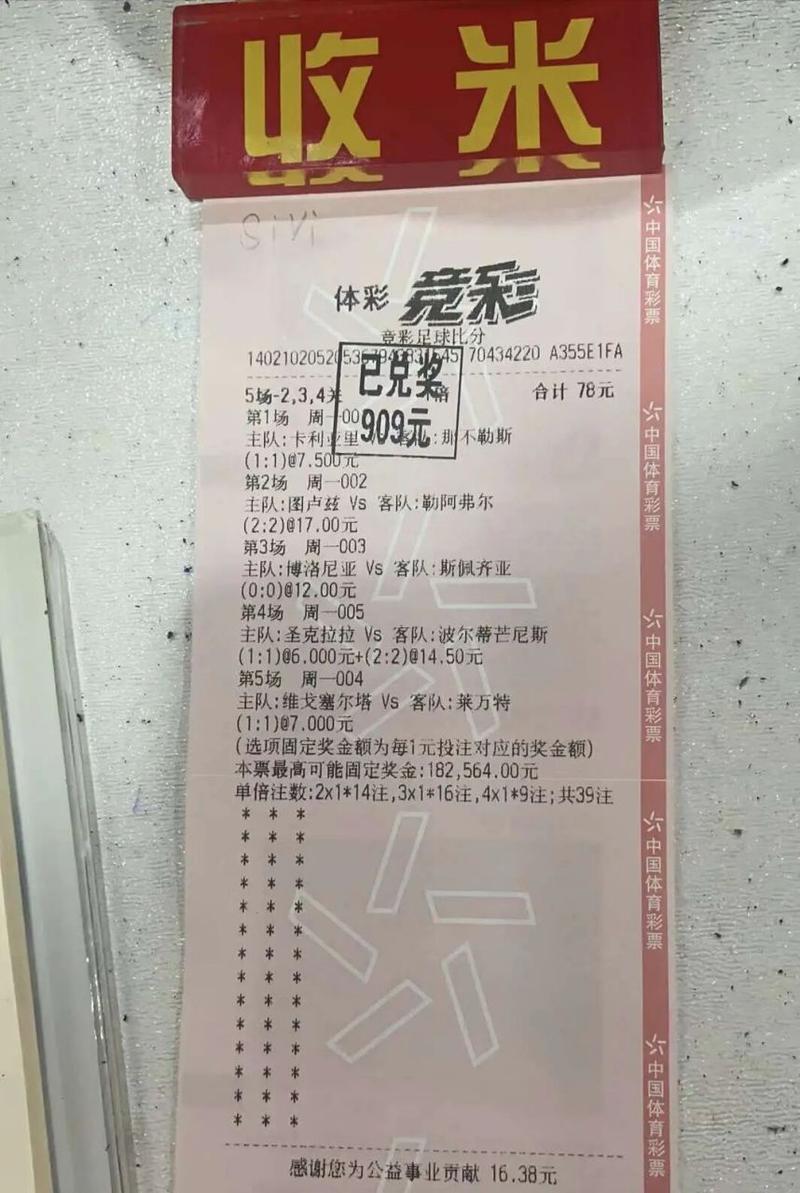 收米
SiVi
体彩 竞彩
竞彩足球比分
70434220 A355E1FA
已兑奖
909元
5场-2,3,4关 倍 合计 78元
第1场 周一00
主队:卡利亚里 客队:那不勒斯
(1:1)@7.500元
第2场 周一002
主队:图卢兹 Vs 客队:勒阿弗尔
(2:2)@17.00元
第3场 周一003
主队:博洛尼亚 Vs 客队:斯佩齐亚
(0:0)@12.00元
第4场 周一005
主队:圣克拉拉 Vs 客队:波尔蒂芒尼斯
(1:1)@6.000元+(2:2)@14.50元
第5场 周一004
主队:维戈塞尔塔 Vs 客队:莱万特
(1:1)@7.000元
(选项固定奖金额为每1元投注对应的奖金额)
本票最高可能固定奖金:182,564.00元
单倍注数:2x1*14注,3x1*16注,4x1*9注;共39注
* * *
* * *
* * *
* * *
* * *
* * *
* * *
* * *
* * *
* * *
* * *
* * *
* * *
* * *
感谢您为公益事业贡献 16.38元
中国体育彩票
中国体育彩票
中国体育彩票
中国体育彩票
中国体育彩票